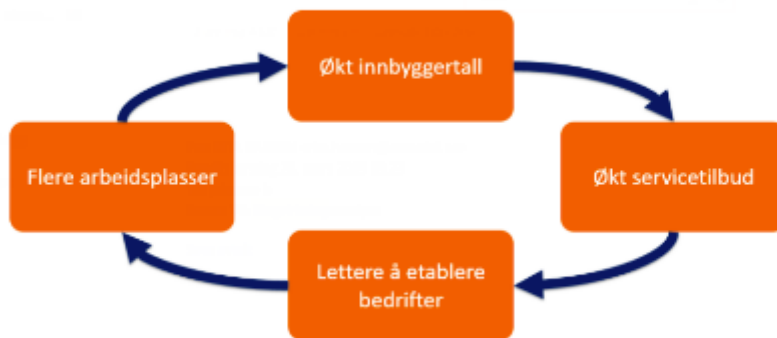 Økt innbyggertall
Flere arbeidsplasser
Økt servicetilbud
Lettere å etablere
bedrifter